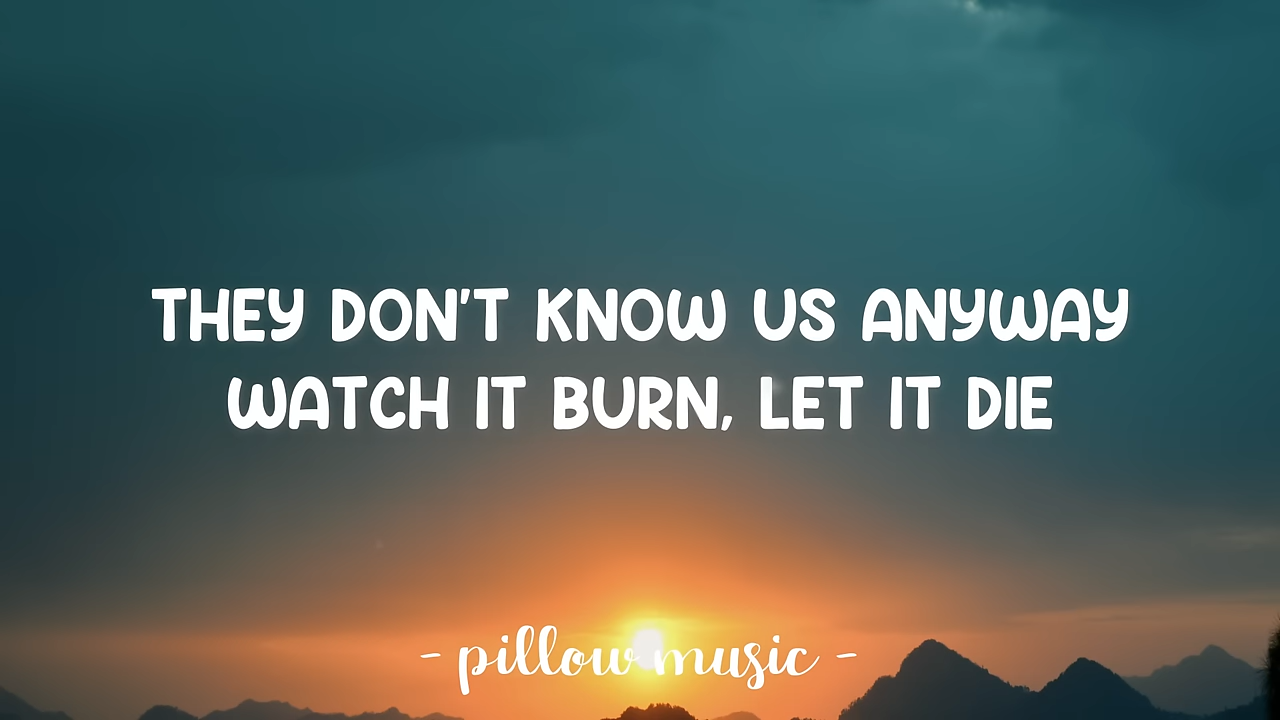 THEY DON'T KNOW US ANYWAY
WATCH IT BURN, LET IT DIE
- pillow music -